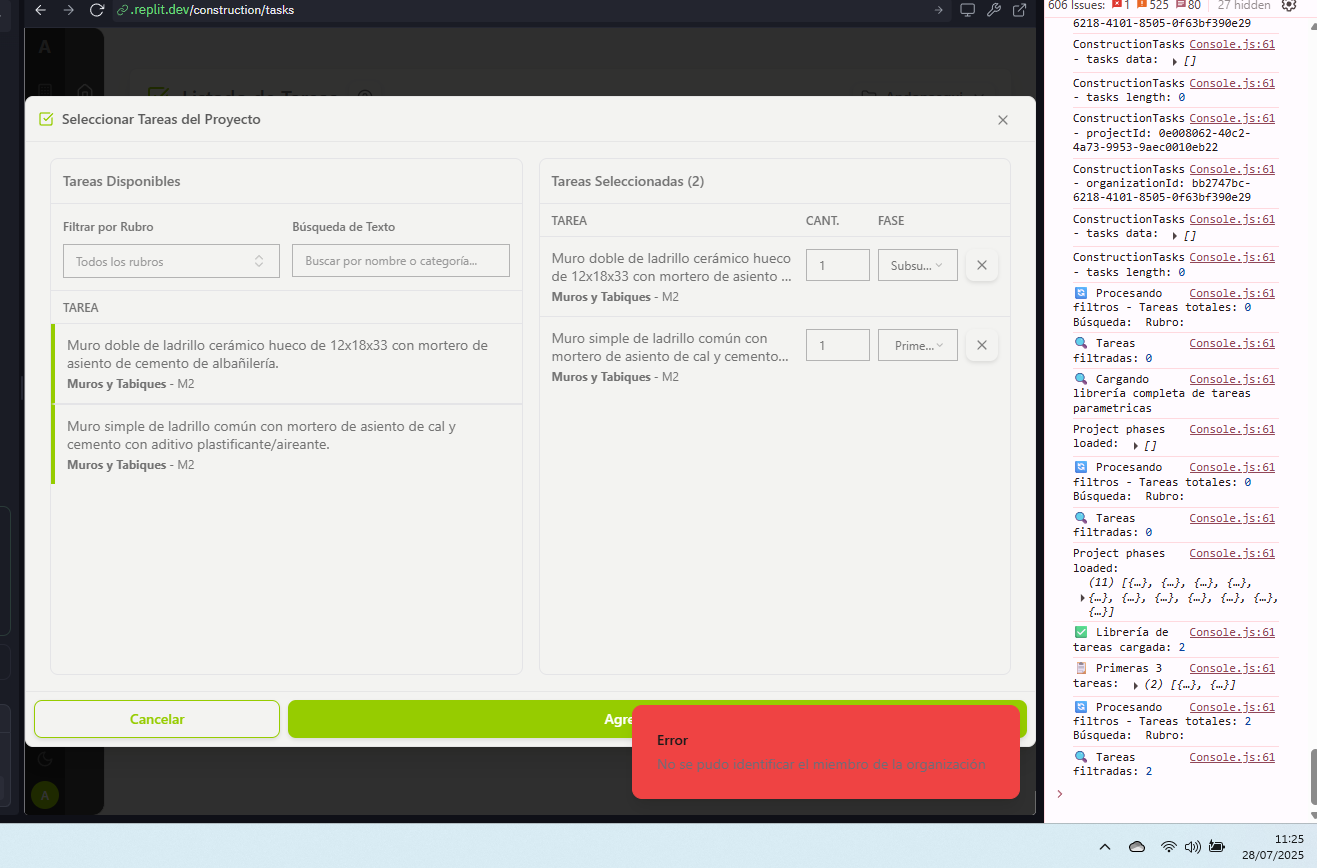 .replit.dev/construction/tasks
606 Issues: 1 525 80 27 hidden
A
Listado de Tareas
Seleccionar Tareas del Proyecto
Tareas Disponibles
Filtrar por Rubro
Búsqueda de Texto
Todos los rubros
Buscar por nombre o categoría...
TAREA
Muro doble de ladrillo cerámico hueco de 12x18x33 con mortero de
asiento de cemento de albañilería.
Muros y Tabiques - M2
Muro simple de ladrillo común con mortero de asiento de cal y
cemento con aditivo plastificante/aireante.
Muros y Tabiques - M2
Tareas Seleccionadas (2)
TAREA CANT. FASE
Muro doble de ladrillo cerámico hueco
de 12x18x33 con mortero de asiento ...
Muros y Tabiques - M2
1
Subsu...
Muro simple de ladrillo común con
mortero de asiento de cal y cemento...
Muros y Tabiques - M2
1
Prime...
Cancelar
Agre
Error
No se pudo identificar el miembro de la organización
A
6218-4101-8505-0f63bf390e29
ConstructionTasks Console.js:61
- tasks data: ▸ []
ConstructionTasks Console.js:61
- tasks length: 0
ConstructionTasks Console.js:61
- projectId: 0e008062-40c2-
4a73-9953-9aec0010eb22
ConstructionTasks Console.js:61
- organizationId: bb2747bc-
6218-4101-8505-0f63bf390e29
ConstructionTasks Console.js:61
- tasks data: ▸ []
ConstructionTasks Console.js:61
- tasks length: 0
🔄 Procesando Console.js:61
filtros - Tareas totales: 0
Búsqueda: Rubro:
🔍 Tareas Console.js:61
filtradas: 0
🔍 Cargando Console.js:61
librería completa de tareas
parametricas
Project phases Console.js:61
loaded: ▸ []
🔄 Procesando Console.js:61
filtros - Tareas totales: 0
Búsqueda: Rubro:
🔍 Tareas Console.js:61
filtradas: 0
Project phases Console.js:61
loaded:
(11) [{…}, {…}, {…}, {…},
▸ {…}, {…}, {…}, {…}, {…}, {…},
{…}]
✅ Librería de Console.js:61
tareas cargada: 2
📋 Primeras 3 Console.js:61
tareas: ▸ (2) [{…}, {…}]
🔄 Procesando Console.js:61
filtros - Tareas totales: 2
Búsqueda: Rubro:
🔍 Tareas Console.js:61
filtradas: 2
11:25
28/07/2025